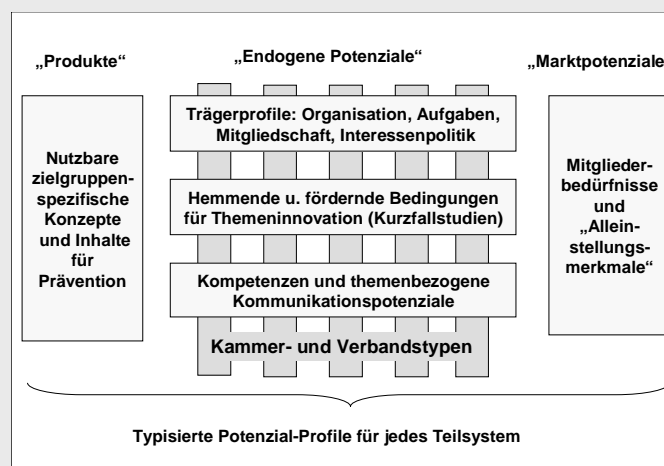 „Produkte“
„Endogene Potenziale“
„Marktpotenziale
Nutzbare
zielgruppen-
spezifische
Konzepte
und Inhalte
für
Prävention
Trägerprofile: Organisation, Aufgaben,
Mitgliedschaft, Interessenpolitik
Hemmende u. fördernde Bedingungen
für Themeninnovation (Kurzfallstudien)
Kompetenzen und themenbezogene
Kommunikationspotenziale
Kammer- und Verbandstypen
Mitglieder-
bedürfnisse
und
„Allein-
stellungs-
merkmale“
Typisierte Potenzial-Profile für jedes Teilsystem